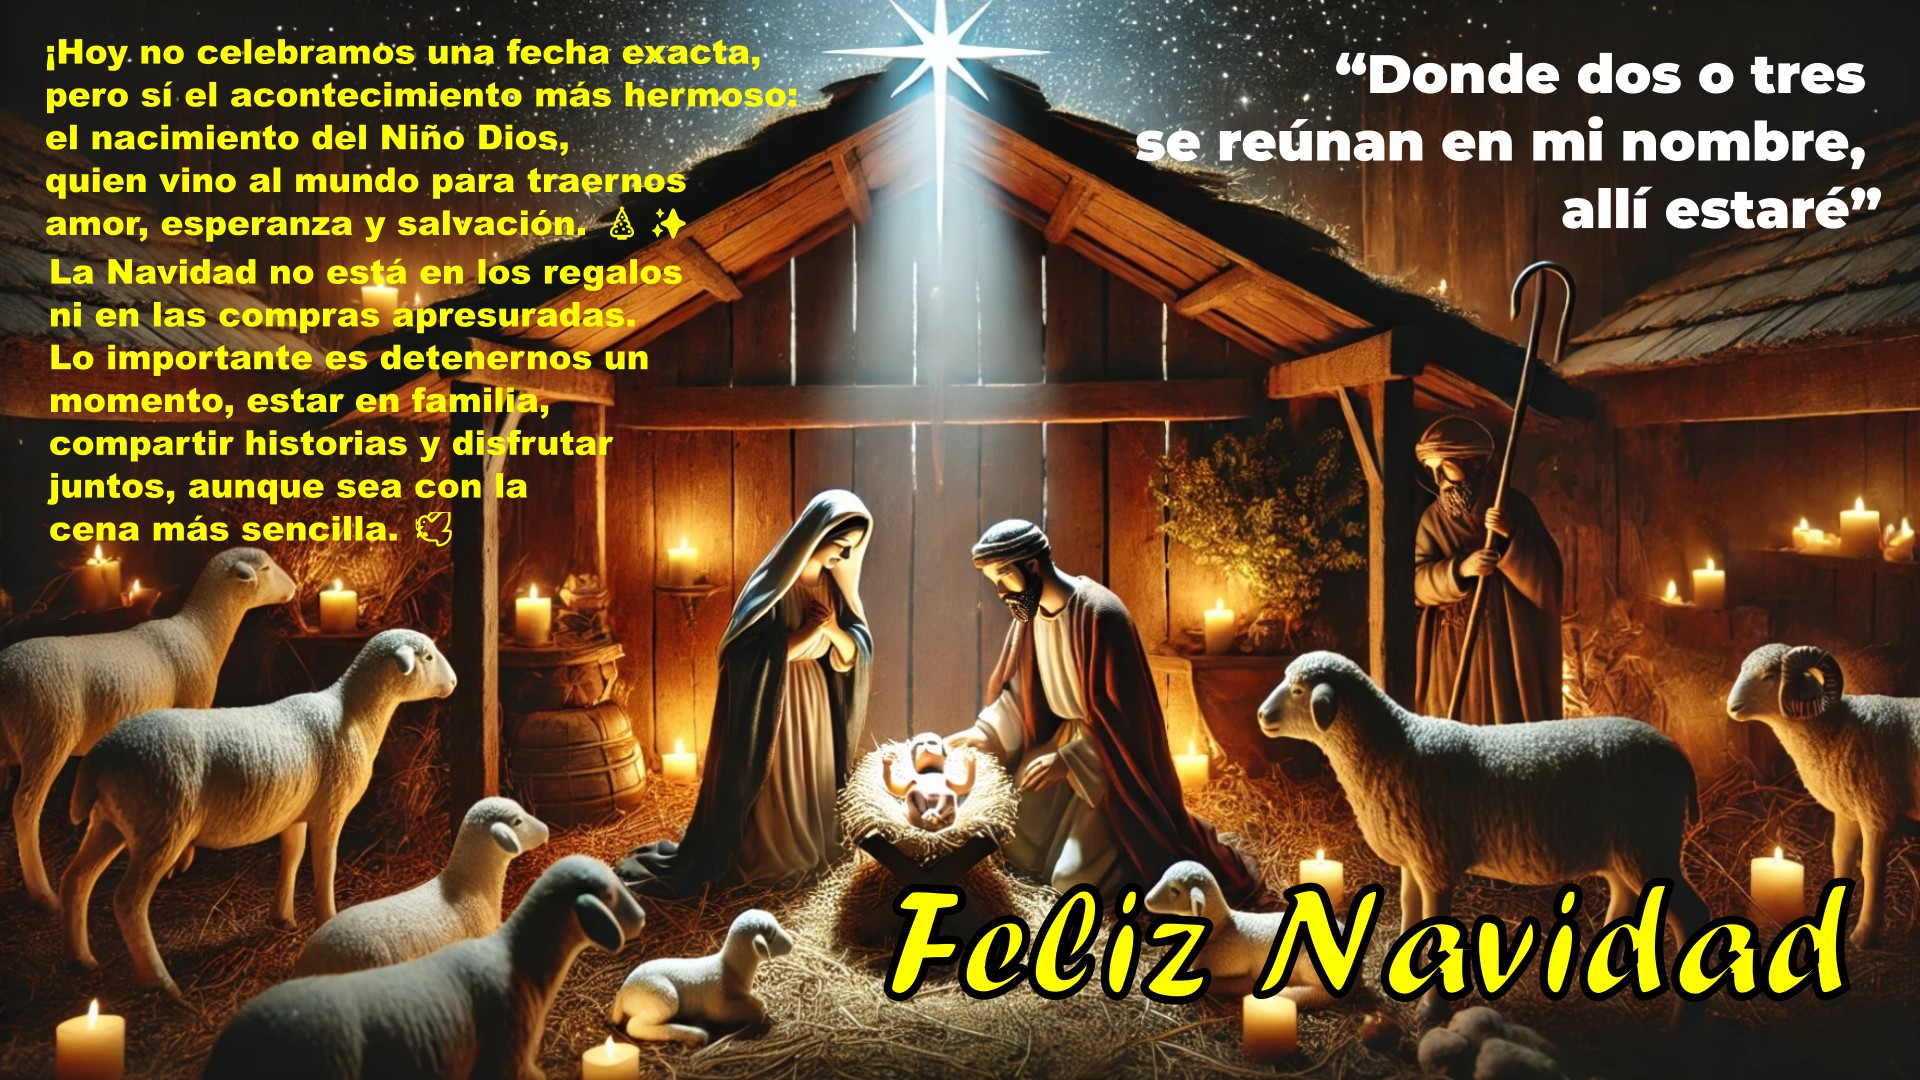 ¡Hoy no celebramos una fecha exacta,
pero sí el acontecimiento más hermoso:
el nacimiento del Niño Dios,
quien vino al mundo para traernos
amor, esperanza y salvación. 🎄✨
La Navidad no está en los regalos
ni en las compras apresuradas.
Lo importante es detenernos un
momento, estar en familia,
compartir historias y disfrutar
juntos, aunque sea con la
cena más sencilla. 🕊
“Donde dos o tres
se reúnan en mi nombre,
allí estaré”
Feliz Navidad